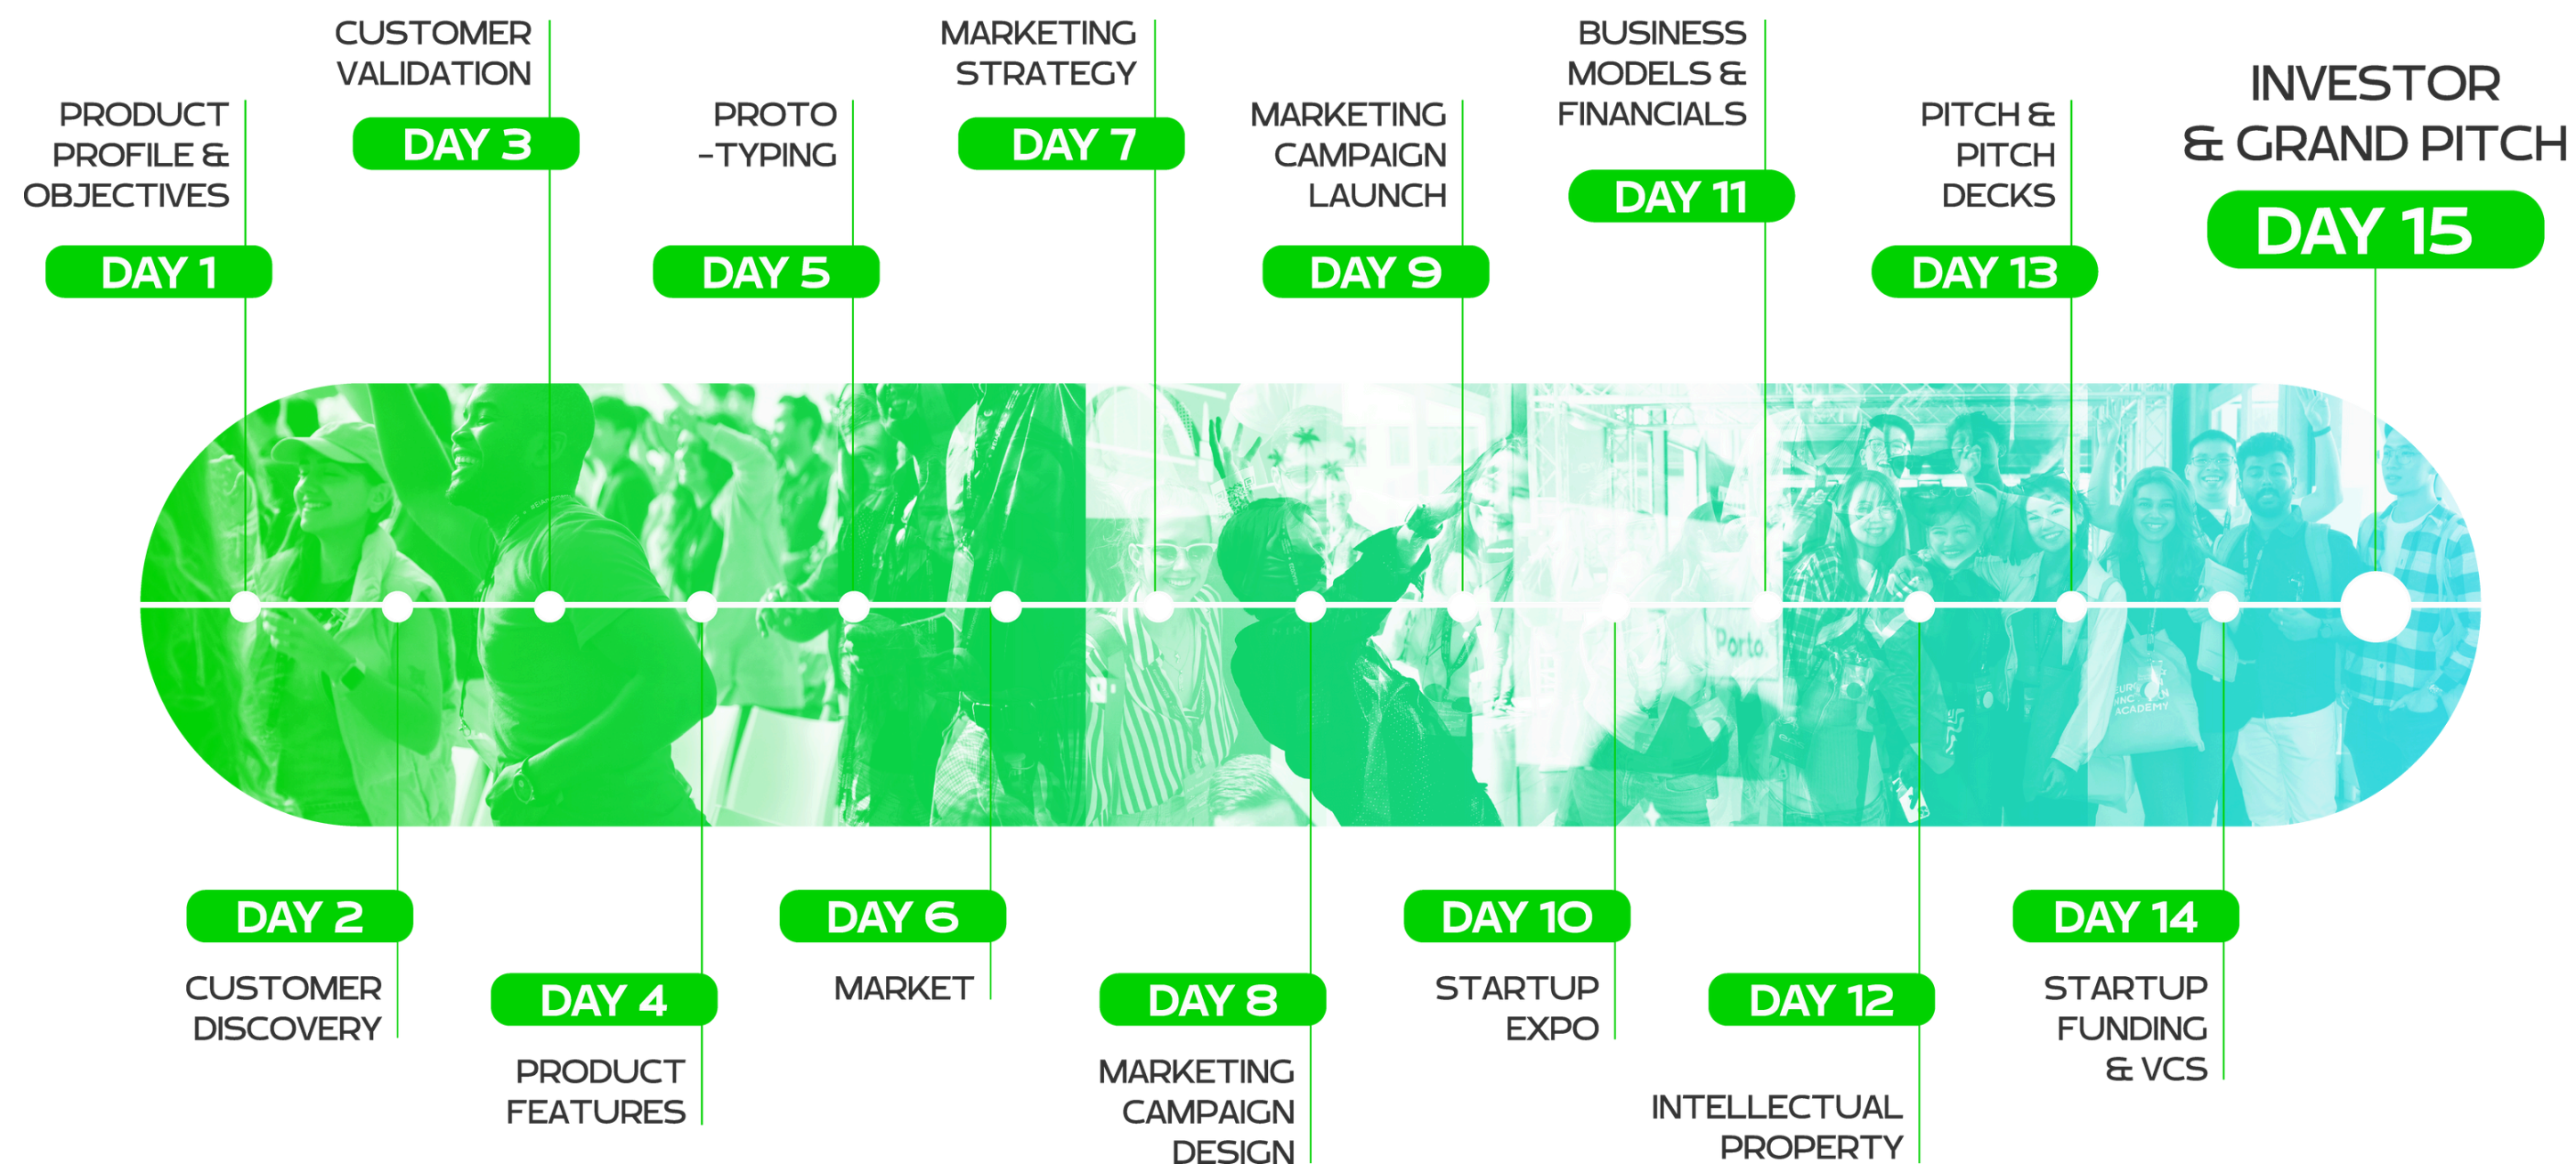 PRODUCT
PROFILE &
OBJECTIVES
DAY 1
CUSTOMER
DISCOVERY
DAY 2
CUSTOMER
VALIDATION
DAY 3
DAY 4
PRODUCT
FEATURES
PROTO
-TYPING
DAY 5
DAY 6
MARKET
MARKETING
STRATEGY
DAY 7
DAY 8
MARKETING
CAMPAIGN
DESIGN
MARKETING
CAMPAIGN
LAUNCH
DAY 9
DAY 10
STARTUP
EXPO
BUSINESS
MODELS &
FINANCIALS
DAY 11
DAY 12
INTELLECTUAL
PROPERTY
PITCH &
PITCH
DECKS
DAY 13
DAY 14
STARTUP
FUNDING
& VCS
INVESTOR
& GRAND PITCH
DAY 15
Porto.
ACADEMY